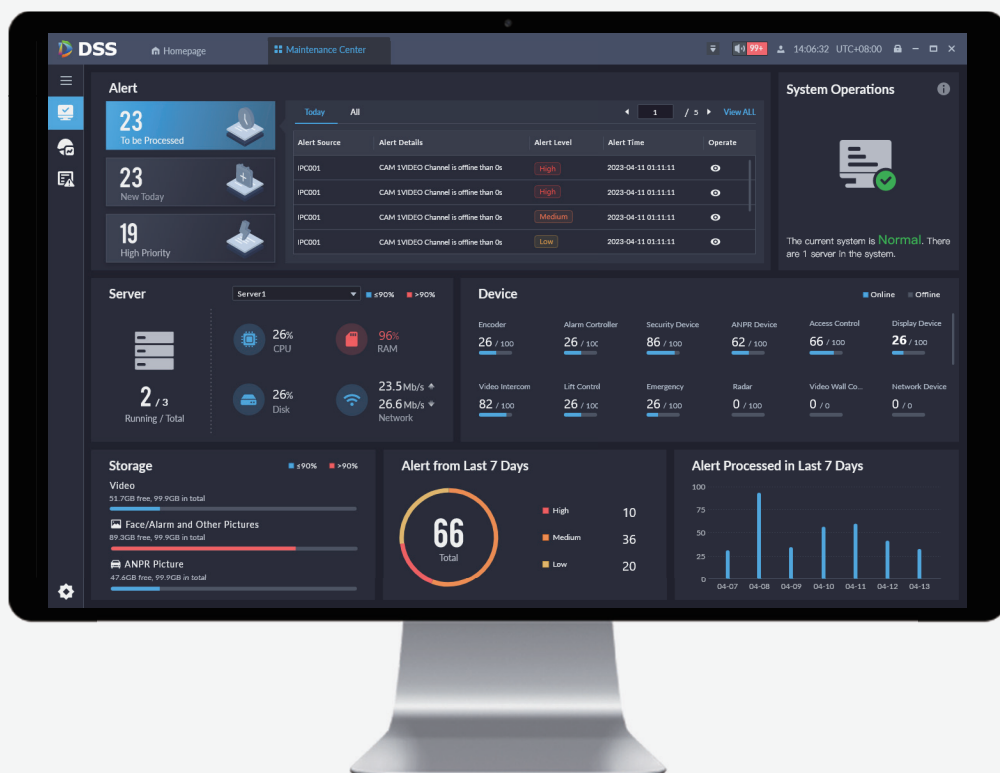 DSS
Homepage
Maintenance Center
99+
14:06:32 UTC+08:00
Alert
23
To be Processed
23
New Today
19
High Priority
Today All
1 / 5 View ALL
Alert Source Alert Details Alert Level Alert Time Operate
IPC001 CAM 1VIDEO Channel is offline than 0s High 2023-04-11 01:11:11
IPC001 CAM 1VIDEO Channel is offline than 0s High 2023-04-11 01:11:11
IPC001 CAM 1VIDEO Channel is offline than 0s Medium 2023-04-11 01:11:11
IPC001 CAM 1VIDEO Channel is offline than 0s Low 2023-04-11 01:11:11
System Operations
The current system is Normal. There
are 1 server in the system.
Server
Server1
≤90% >90%
2 / 3
Running / Total
26%
CPU
96%
RAM
26%
Disk
23.5Mb/s
26.6Mb/s
Network
Device
Online Offline
Encoder Alarm Controller Security Device ANPR Device Access Control Display Device
26 / 100 26 / 100 86 / 100 62 / 100 66 / 100 26 / 100
Video Intercom Lift Control Emergency Radar Video Wall Co... Network Device
82 / 100 26 / 100 26 / 100 0 / 100 0 / 0 0 / 0
Storage
≤90% >90%
Video
51.7GB free, 99.9GB in total
Face/Alarm and Other Pictures
89.3GB free, 99.9GB in total
ANPR Picture
47.6GB free, 99.9GB in total
Alert from Last 7 Days
66
Total
High 10
Medium 36
Low 20
Alert Processed in Last 7 Days
100
75
50
25
0
04-07 04-08 04-09 04-10 04-11 04-12 04-13